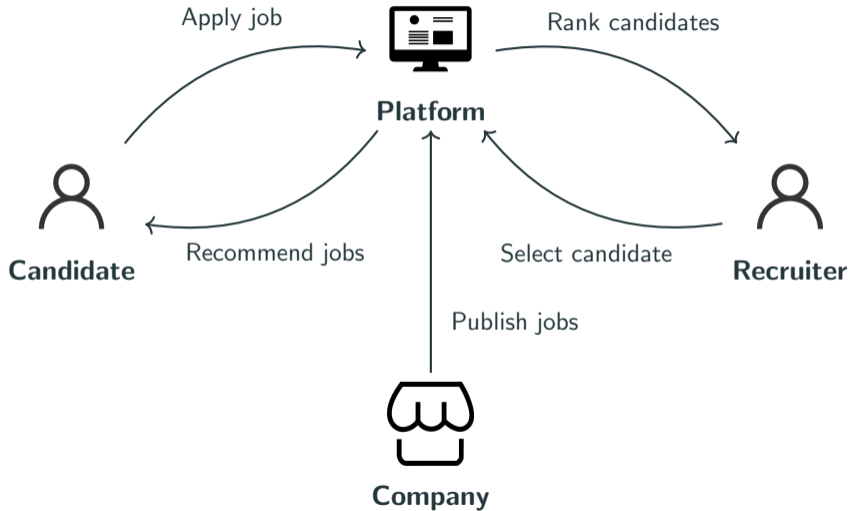 Apply job
Rank candidates
Platform
Candidate
Recommend jobs
Select candidate
Recruiter
Publish jobs
Company